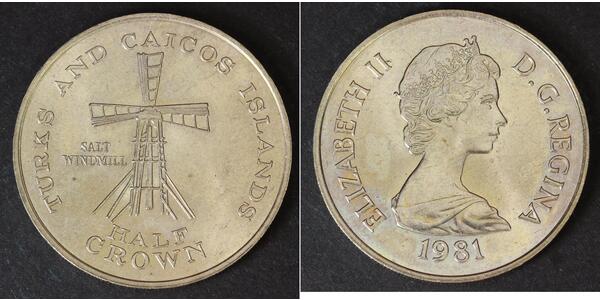 TURKS AND CAICOS ISLANDS
SALT
WINDMILL
HALF
CROWN
ELIZABETH II D.G. REGINA
1981